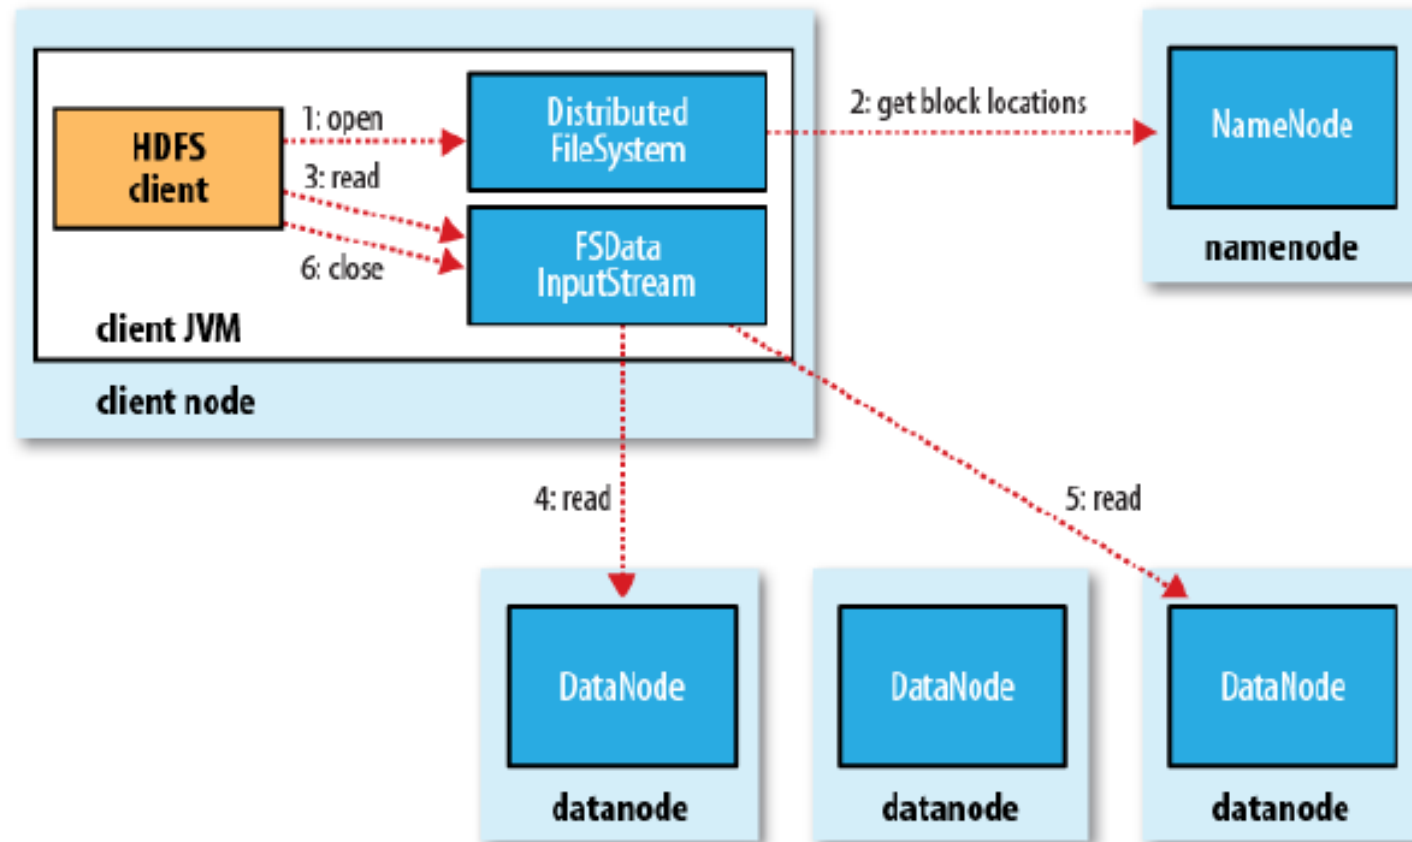 1: open
Distributed
FileSystem
2: get block locations
NameNode
HDFS
client
3: read
FSData
InputStream
6: close
namenode
client JVM
client node
4: read
5: read
DataNode
DataNode
DataNode
datanode
datanode
datanode